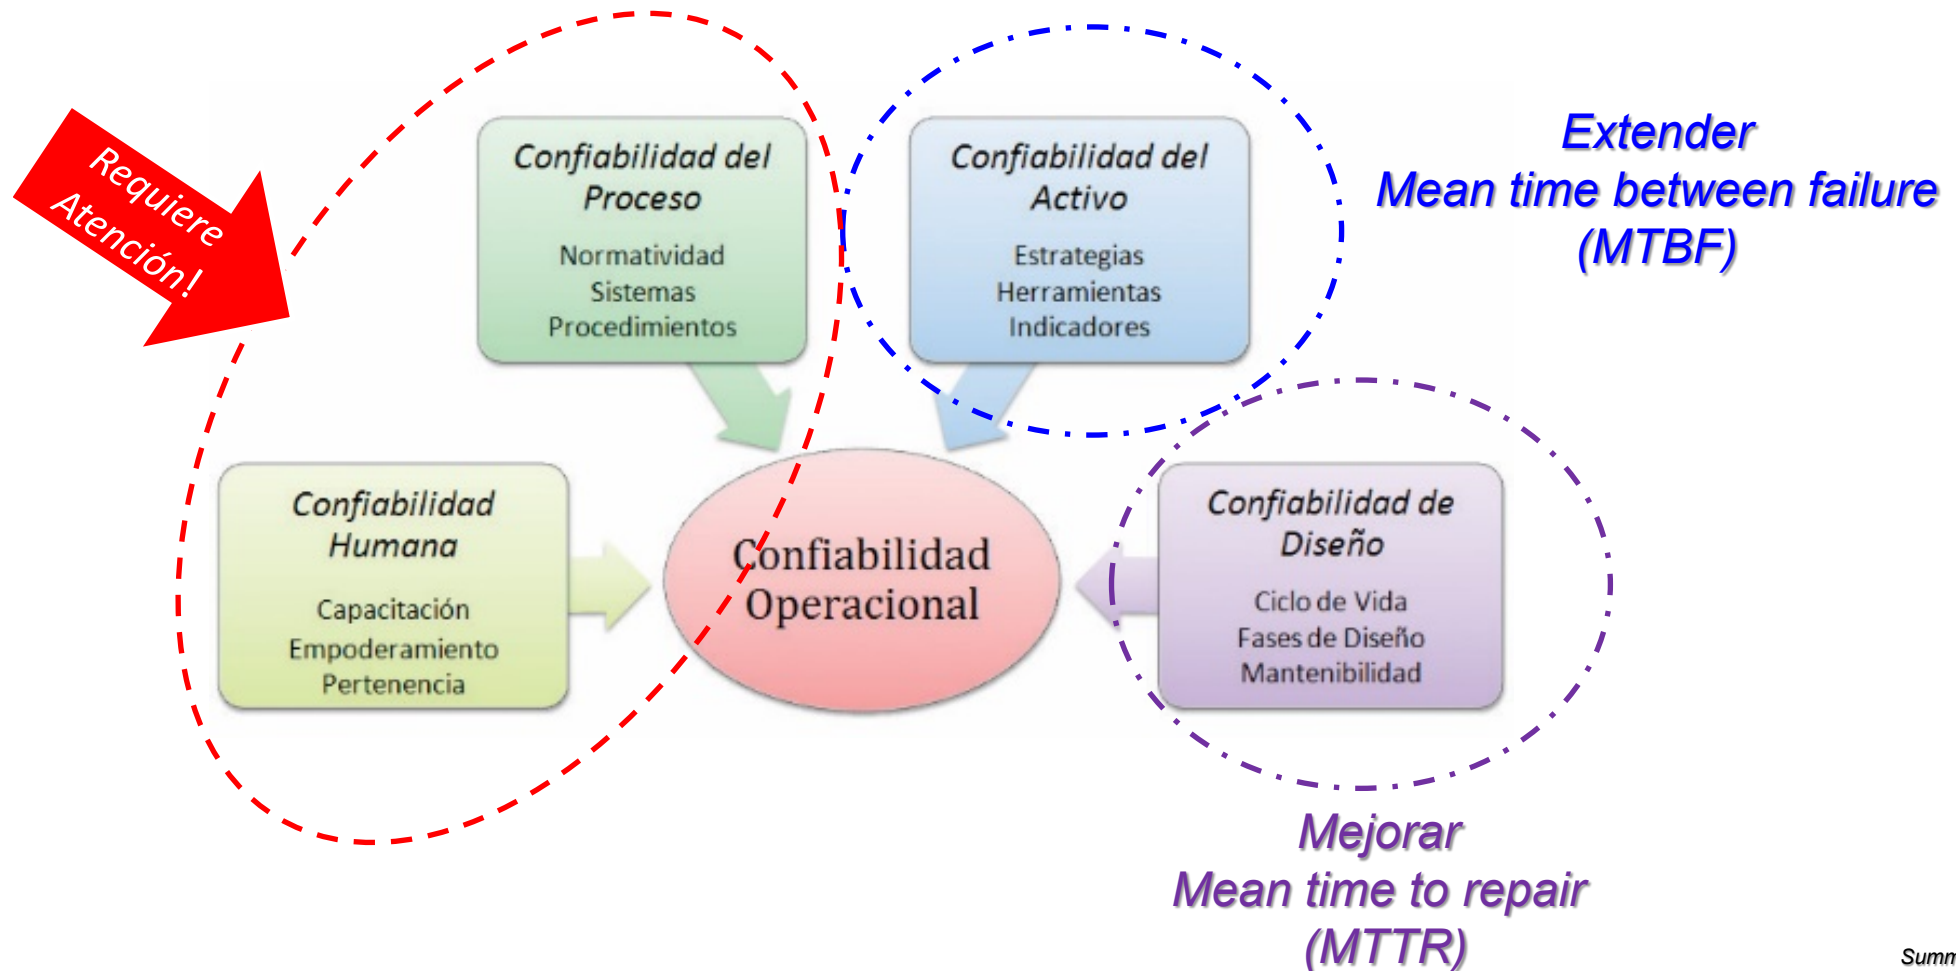 Requiere
Atención!
Confiabilidad del
Proceso
Normatividad
Sistemas
Procedimientos
Confiabilidad del
Activo
Estrategias
Herramientas
Indicadores
Extender
Mean time between failure
(MTBF)
Confiabilidad
Humana
Capacitación
Empoderamiento
Pertenencia
Confiabilidad
Operacional
Confiabilidad de
Diseño
Ciclo de Vida
Fases de Diseño
Mantenibilidad
Mejorar
Mean time to repair
(MTTR)
Summ